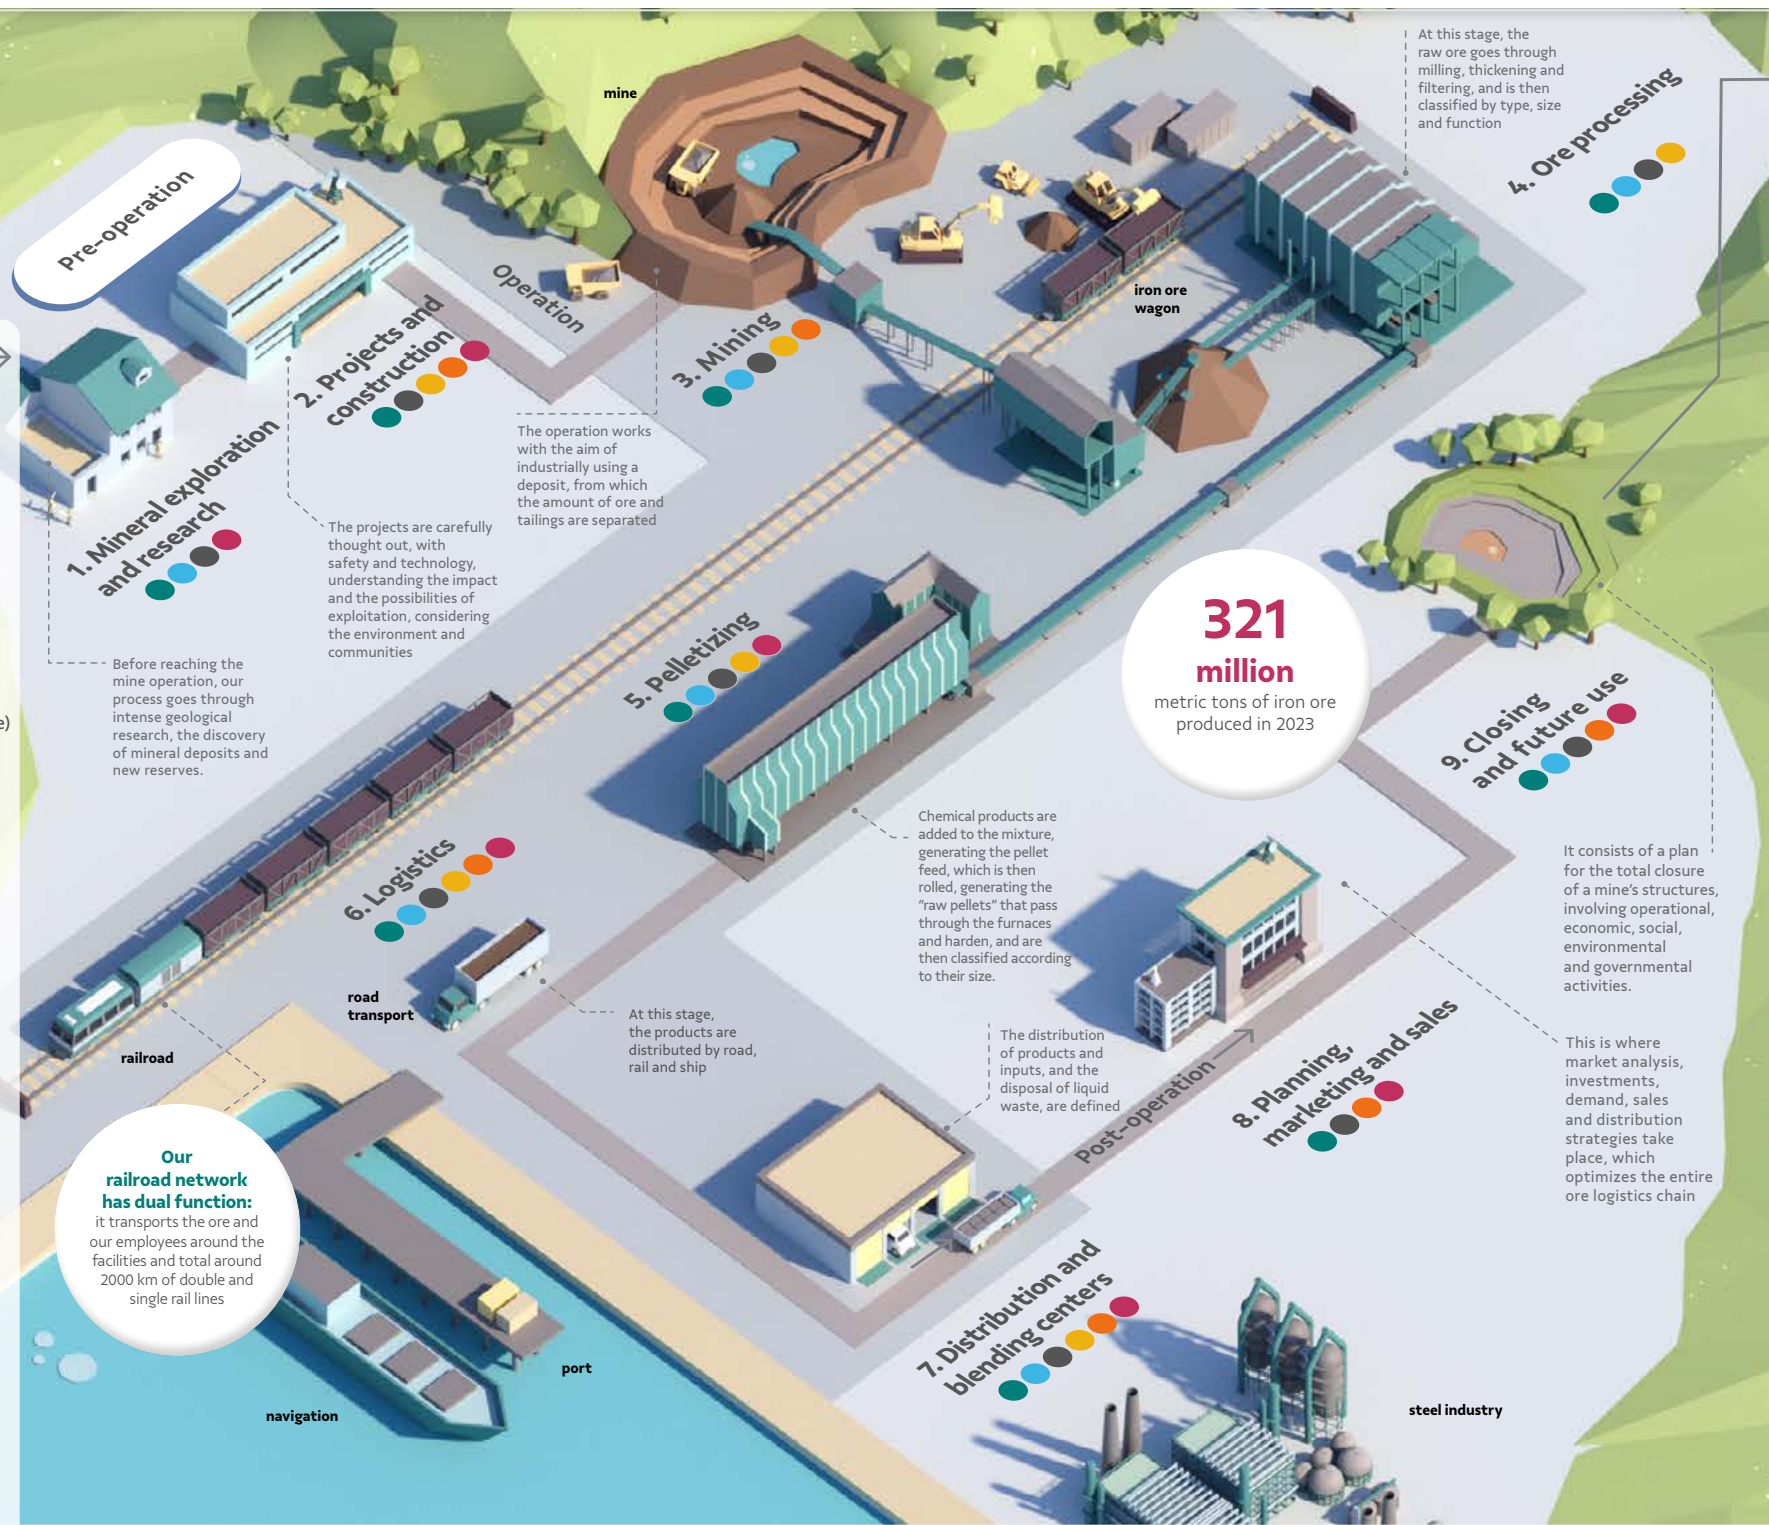 Pre-operation
1. Mineral exploration
and research
Before reaching the
mine operation, our
process goes through
intense geological
research, the discovery
of mineral deposits and
new reserves.
2. Projects and
construction
The projects are carefully
thought out, with
safety and technology,
understanding the impact
and the possibilities of
exploitation, considering
the environment and
communities
Operation
mine
3. Mining
The operation works
with the aim of
industrially using a
deposit, from which
the amount of ore and
tailings are separated
iron ore
wagon
At this stage, the
raw ore goes through
milling, thickening and
filtering, and is then
classified by type, size
and function
4. Ore processing
5. Pelletizing
Chemical products are
added to the mixture,
generating the pellet
feed, which is then
rolled, generating the
"raw pellets" that pass
through the furnaces
and harden, and are
then classified according
to their size.
321
million
metric tons of iron ore
produced in 2023
e)
6. Logistics
road
transport
At this stage,
the products are
distributed by road,
rail and ship
railroad
Our
railroad network
has dual function:
it transports the ore and
our employees around the
facilities and total around
2000 km of double and
single rail lines
navigation
port
The distribution
of products and
inputs, and the
disposal of liquid
waste, are defined
7. Distribution and
blending centers
Post-operation
8. Planning,
marketing and sales
This is where
market analysis,
investments,
demand, sales
and distribution
strategies take
place, which
optimizes the entire
ore logistics chain
9. Closing
and future use
It consists of a plan
for the total closure
of a mine's structures,
involving operational,
economic, social,
environmental
and governmental
activities.
steel industry